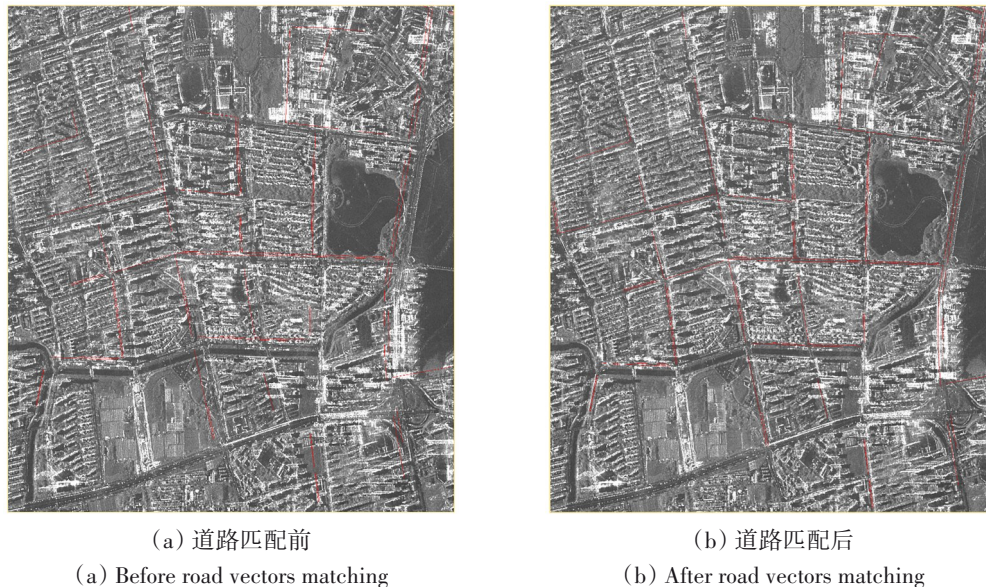 (a) 道路匹配前
(a) Before road vectors matching
(b) 道路匹配后
(b) After road vectors matching